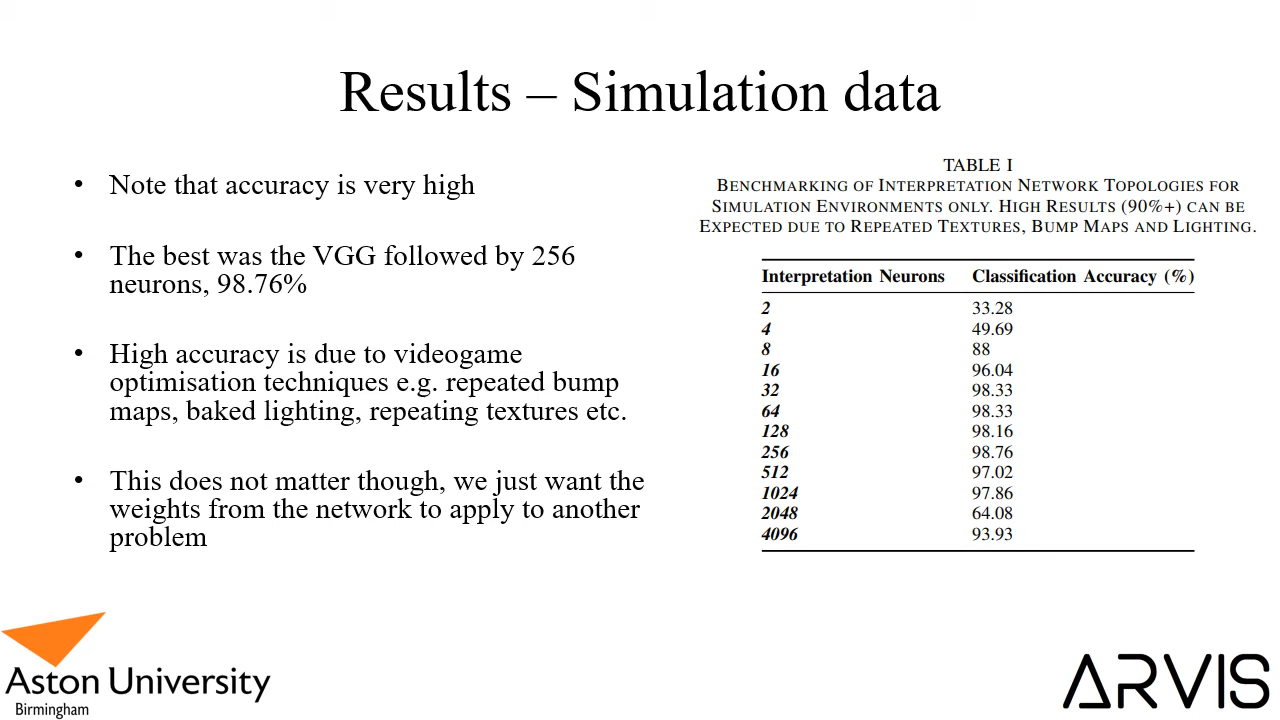 Results – Simulation data
• Note that accuracy is very high
• The best was the VGG followed by 256
neurons, 98.76%
• High accuracy is due to videogame
optimisation techniques e.g. repeated bump
maps, baked lighting, repeating textures etc.
• This does not matter though, we just want the
weights from the network to apply to another
problem
TABLE I
BENCHMARKING OF INTERPRETATION NETWORK TOPOLOGIES FOR
SIMULATION ENVIRONMENTS ONLY. HIGH RESULTS (90%+) CAN BE
EXPECTED DUE TO REPEATED TEXTURES, BUMP MAPS AND LIGHTING.
Interpretation Neurons Classification Accuracy (%)
2 33.28
4 49.69
8 88
16 96.04
32 98.33
64 98.33
128 98.16
256 98.76
512 97.02
1024 97.86
2048 64.08
4096 93.93
Aston University
Birmingham
ARVIS